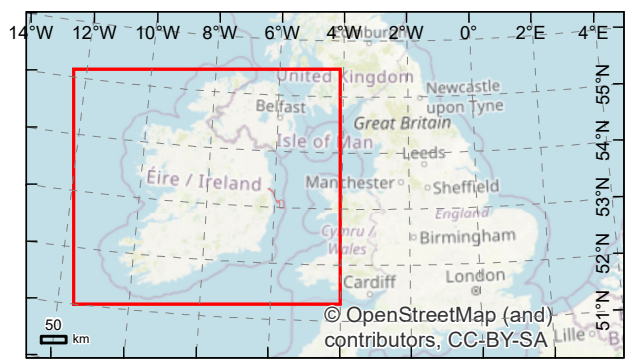 14°W 12°W 10°W 8°W 6°W 4°W 2°W 0° 2°E 4°E
United Kingdom
55°N
Newcastle
upon Tyne
Belfast
Great Britain
Isle of Man
54°N
Leeds
Éire / Ireland
Manchester
Sheffield
53°N
England
Cymru /
Wales
Birmingham
52°N
Cardiff
London
51°N
© OpenStreetMap (and)
contributors, CC-BY-SA
Lille
50
km